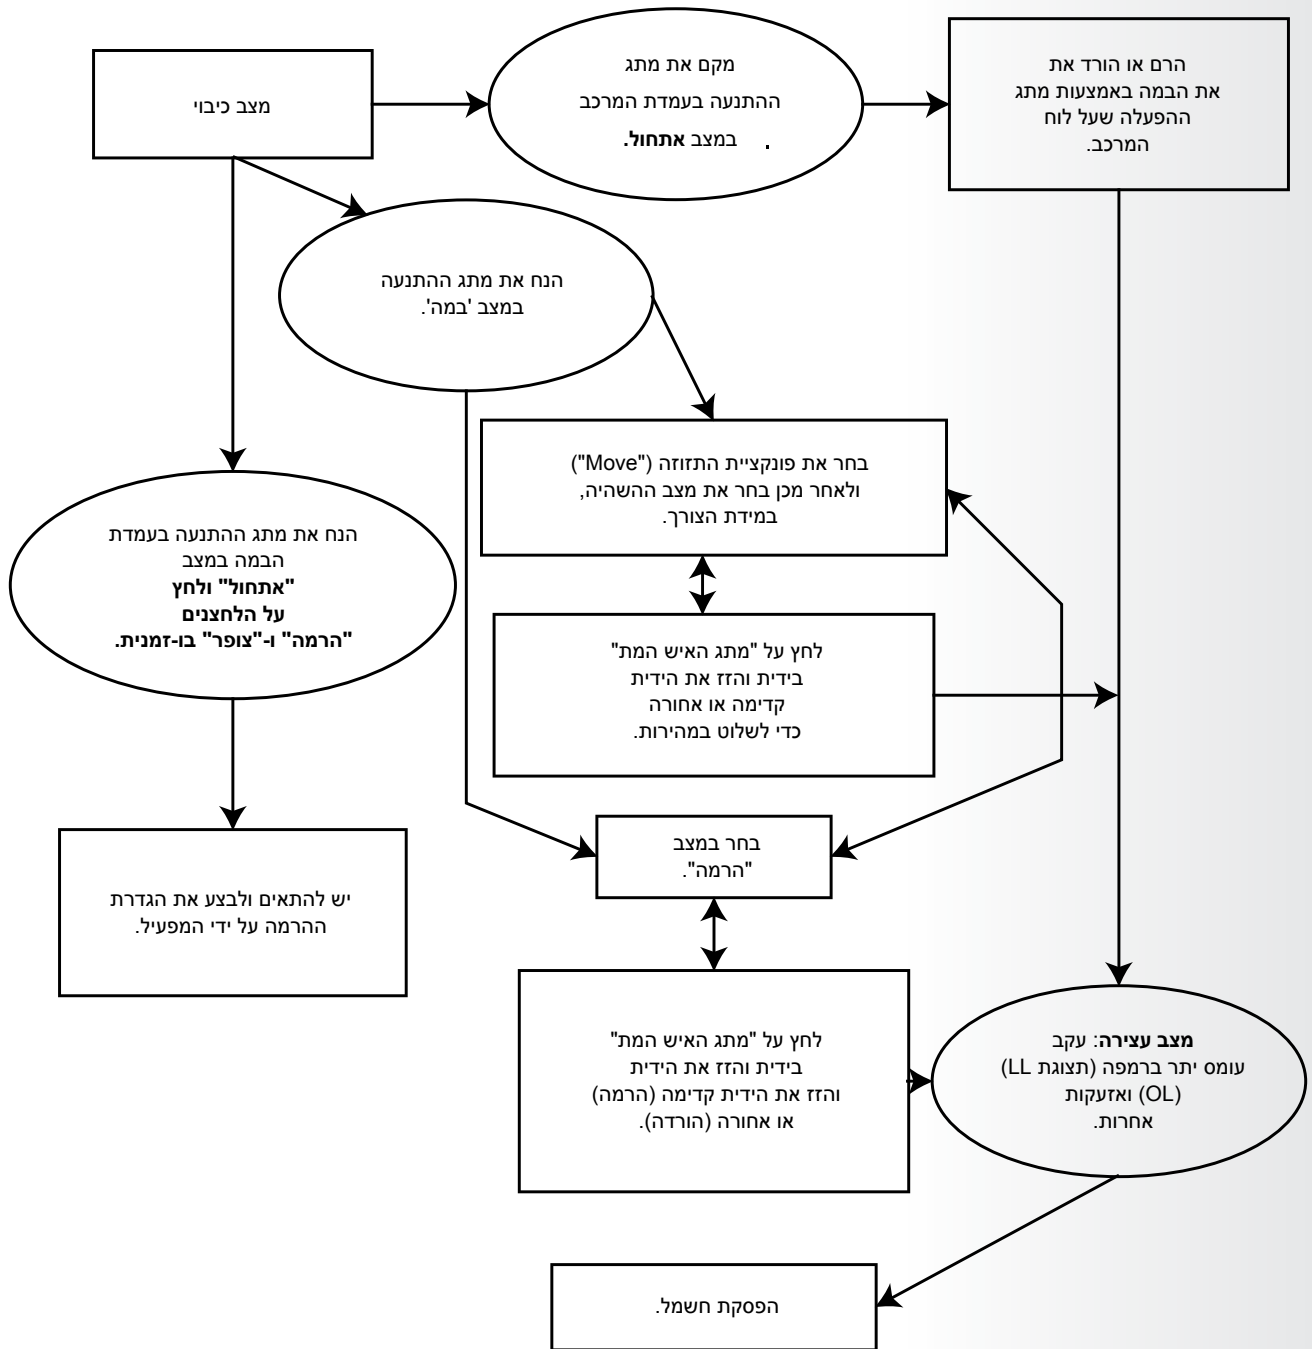 מצב כיבוי
מקם את מתג
ההתנעה בעמדת המרכב
במצב אתחול.
.
הרם או הורד את
את הבמה באמצעות מתג
ההפעלה שעל לוח
המרכב.
הנח את מתג ההתנעה
במצב 'במה'.
בחר את פונקציית התזוזה ("Move")
ולאחר מכן בחר את מצב ההשהיה,
במידת הצורך.
הנח את מתג ההתנעה בעמדת
הבמה במצב
"אתחול" ולחץ
על הלחצנים
"הרמה" ו-"צופר" בו-זמנית.
לחץ על "מתג האיש המת"
בידית והזז את הידית
קדימה או אחורה
כדי לשלוט במהירות.
בחר במצב
"הרמה".
יש להתאים ולבצע את הגדרת
ההרמה על ידי המפעיל.
לחץ על "מתג האיש המת"
בידית והזז את הידית
והזז את הידית קדימה (הרמה)
או אחורה (הורדה).
מצב עצירה: עקב
עומס יתר ברמפה (תצוגת LL)
(OL) ואזעקות
אחרות.
הפסקת חשמל.